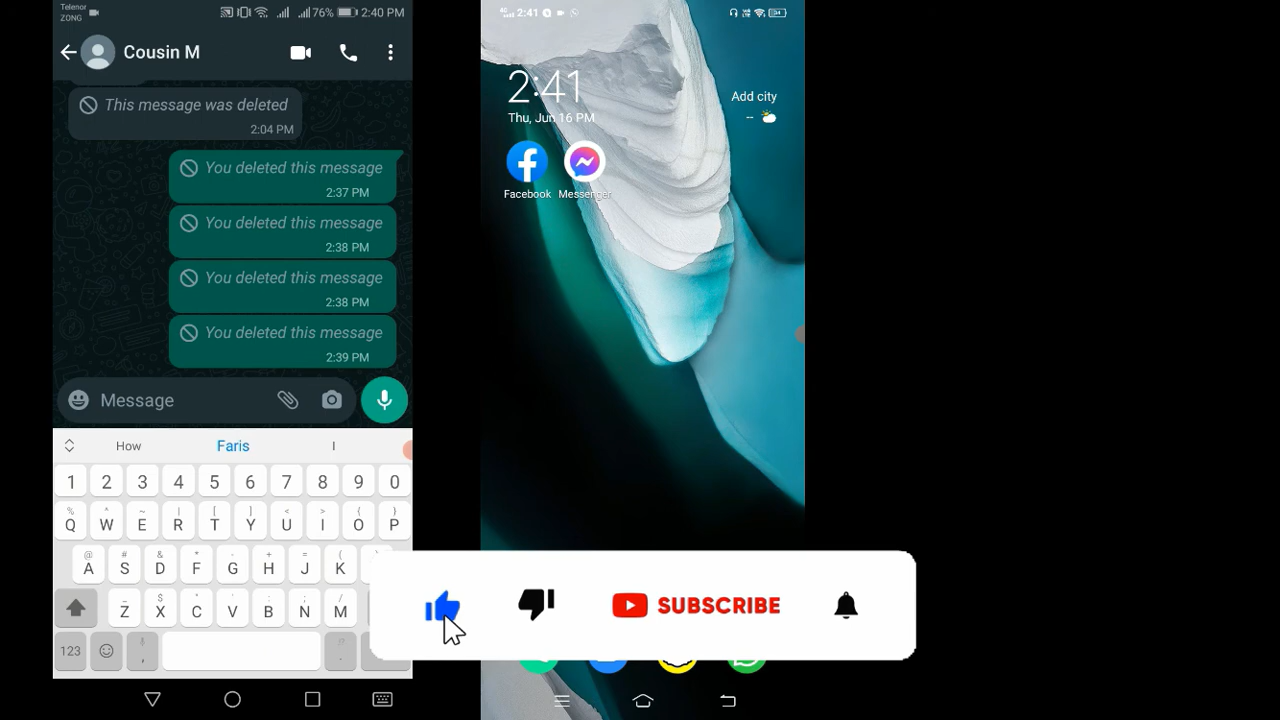 Telenor
ZONG
76% 2:40 PM
Cousin M
This message was deleted
2:04 PM
You deleted this message
2:37 PM
You deleted this message
2:38 PM
You deleted this message
2:38 PM
You deleted this message
2:39 PM
Message
How Faris I
1 2 3 4 5 6 7 8 9 0
Q W E R T Y U I O P
A S D F G H J K
Z X C V B N M
123
2:41
2:41
Thu, Jun 16 PM
Add city
--
Facebook Messenger
SUBSCRIBE